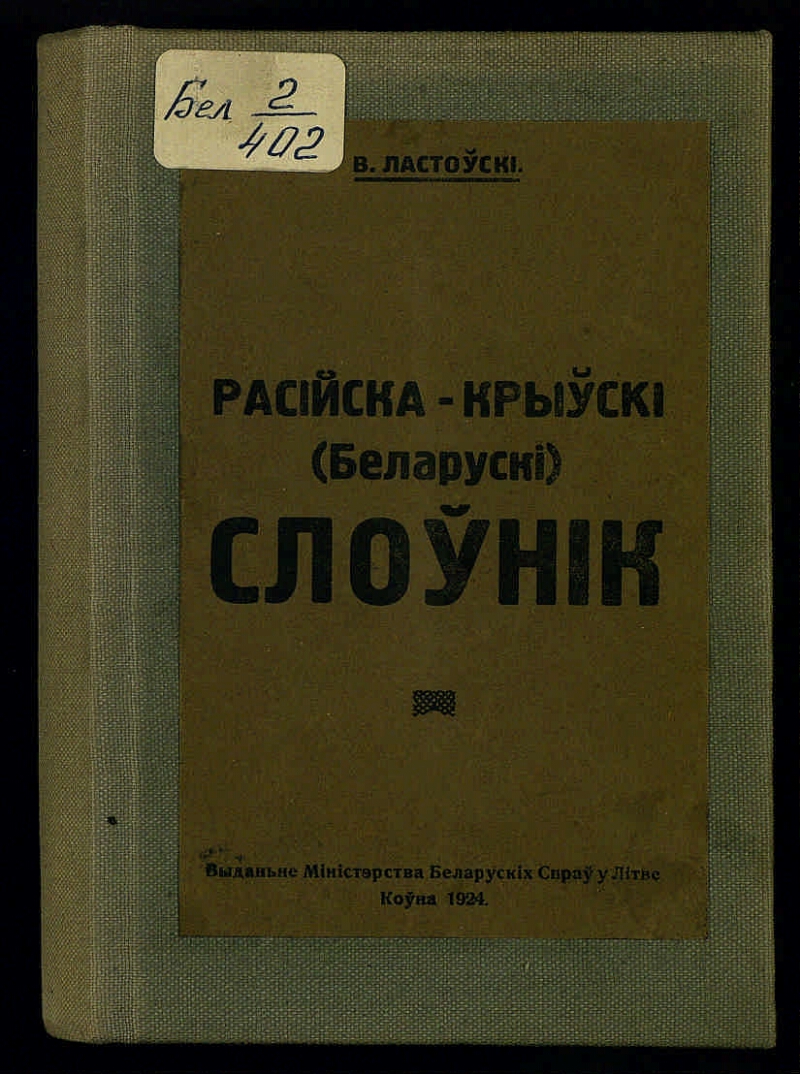 Бел 2/402
В. ЛАСТОЎСКІ.
РАСІЙСКА - КРЫЎСКІ
(Беларускі)
СЛОЎНІК
Выданьне Міністэрства Беларускіх Спраў у Літве
Коўна 1924.